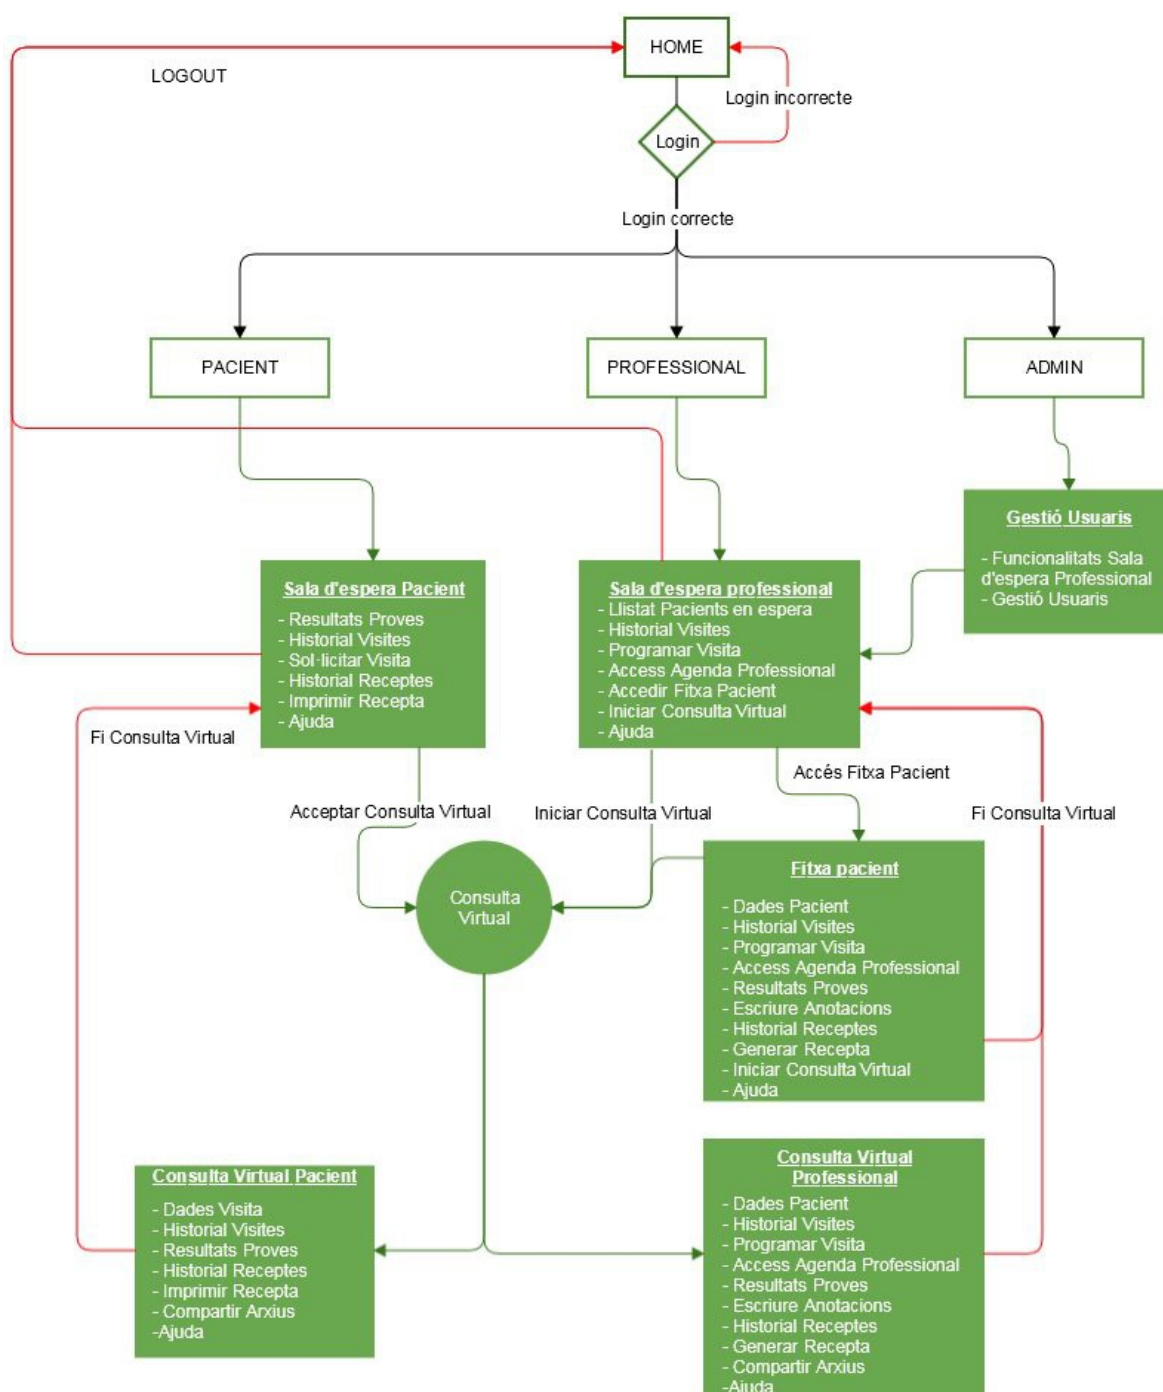 HOME
LOGOUT
Login incorrecte
Login
Login correcte
PACIENT
PROFESSIONAL
ADMIN
Gestió Usuaris
- Funcionalitats Sala
d'espera Professional
- Gestió Usuaris
Sala d'espera Pacient
- Resultats Proves
- Historial Visites
- Sol·licitar Visita
- Historial Receptes
- Imprimir Recepta
- Ajuda
Sala d'espera professional
- Llistat Pacients en espera
- Historial Visites
- Programar Visita
- Access Agenda Professional
- Accedir Fitxa Pacient
- Iniciar Consulta Virtual
- Ajuda
Fi Consulta Virtual
Accés Fitxa Pacient
Acceptar Consulta Virtual
Iniciar Consulta Virtual
Fi Consulta Virtual
Consulta
Virtual
Fitxa pacient
- Dades Pacient
- Historial Visites
- Programar Visita
- Access Agenda Professional
- Resultats Proves
- Escriure Anotacions
- Historial Receptes
- Generar Recepta
- Iniciar Consulta Virtual
- Ajuda
Consulta Virtual Pacient
- Dades Visita
- Historial Visites
- Resultats Proves
- Historial Receptes
- Imprimir Recepta
- Compartir Arxius
-Ajuda
Consulta Virtual
Professional
- Dades Pacient
- Historial Visites
- Programar Visita
- Access Agenda Professional
- Resultats Proves
- Escriure Anotacions
- Historial Receptes
- Generar Recepta
- Compartir Arxius
-Ajuda